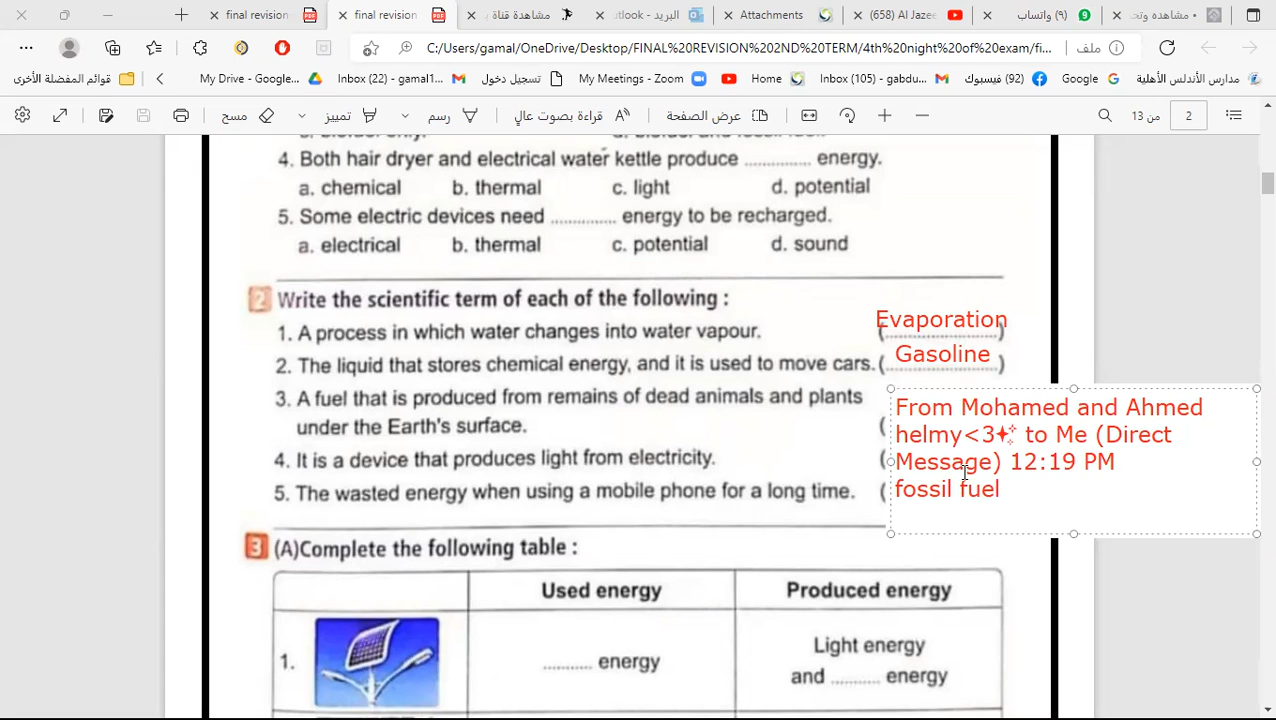 final revision
final revision
مشاهدة قناة
البريد - outlook
Attachments
(658) Al Jazee
(٩) واتساب
مشاهده وتحـ
ملف
C:/Users/gamal/OneDrive/Desktop/FINAL%20REVISION%202ND%20TERM/4th%20night%20of%20exam/fi...
قوائم المفضلة الأخرى
My Drive - Google...
Inbox (22) - gamal1...
تسجيل دخول
My Meetings - Zoom
Home
Inbox (105) - gabdu...
(92) فيسبوك
Google
مدارس الأندلس الأهلية
مسح
تمييز
رسم
قراءة بصوت عالٍ
عرض الصفحة
من 13
2
4. Both hair dryer and electrical water kettle produce ............. energy.
a. chemical b. thermal c. light d. potential
5. Some electric devices need ............. energy to be recharged.
a. electrical b. thermal c. potential d. sound
2 Write the scientific term of each of the following :
1. A process in which water changes into water vapour. (......................)
Evaporation
2. The liquid that stores chemical energy, and it is used to move cars. (......................)
Gasoline
3. A fuel that is produced from remains of dead animals and plants
under the Earth's surface. (
4. It is a device that produces light from electricity. (
5. The wasted energy when using a mobile phone for a long time. (
From Mohamed and Ahmed
helmy<3✨ to Me (Direct
Message) 12:19 PM
fossil fuel
3 (A)Complete the following table :
Used energy
Produced energy
1.
.......... energy
Light energy
and .......... energy